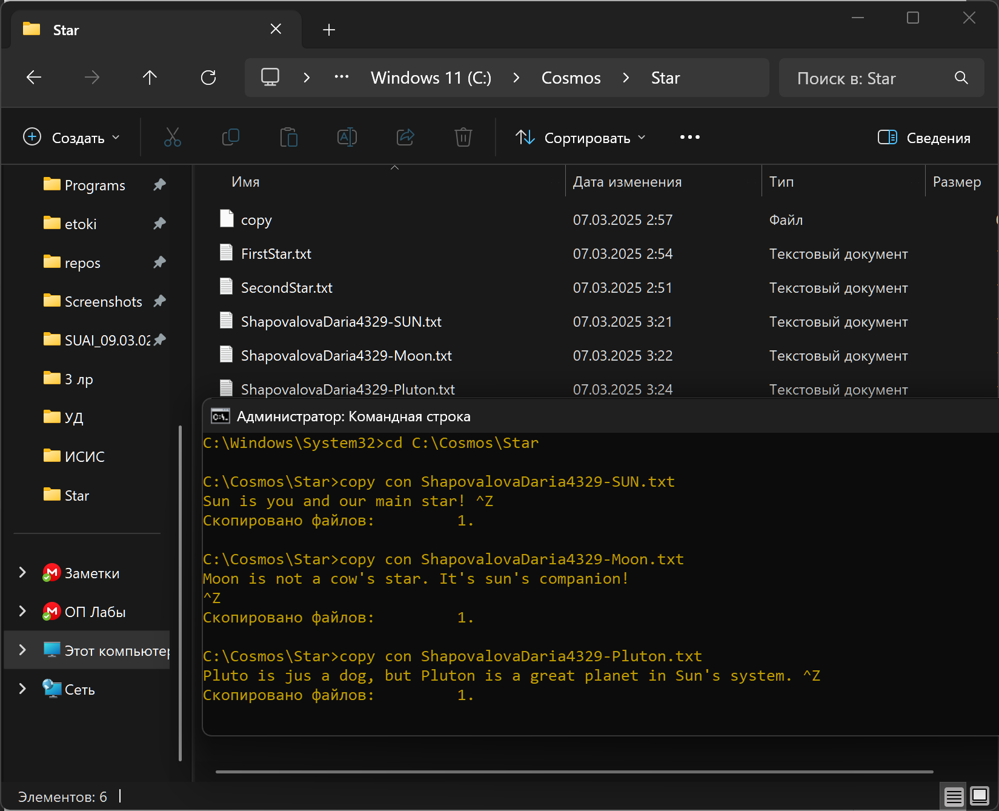 Star
Windows 11 (C:) Cosmos Star
Поиск в: Star
Создать
Сортировать
Сведения
Programs
etoki
repos
Screenshots
SUAI_09.03.02
3 лр
УД
ИСИС
Star
Заметки
ОП Лабы
Этот компьютер
Сеть
Имя Дата изменения Тип Размер
copy 07.03.2025 2:57 Файл
FirstStar.txt 07.03.2025 2:54 Текстовый документ
SecondStar.txt 07.03.2025 2:51 Текстовый документ
ShapovalovaDaria4329-SUN.txt 07.03.2025 3:21 Текстовый документ
ShapovalovaDaria4329-Moon.txt 07.03.2025 3:22 Текстовый документ
ShapovalovaDaria4329-Pluton.txt 07.03.2025 3:24 Текстовый документ
Администратор: Командная строка
C:\Windows\System32>cd C:\Cosmos\Star
C:\Cosmos\Star>copy con ShapovalovaDaria4329-SUN.txt
Sun is you and our main star! ^Z
Скопировано файлов: 1.
C:\Cosmos\Star>copy con ShapovalovaDaria4329-Moon.txt
Moon is not a cow's star. It's sun's companion!
^Z
Скопировано файлов: 1.
C:\Cosmos\Star>copy con ShapovalovaDaria4329-Pluton.txt
Pluto is jus a dog, but Pluton is a great planet in Sun's system. ^Z
Скопировано файлов: 1.
Элементов: 6